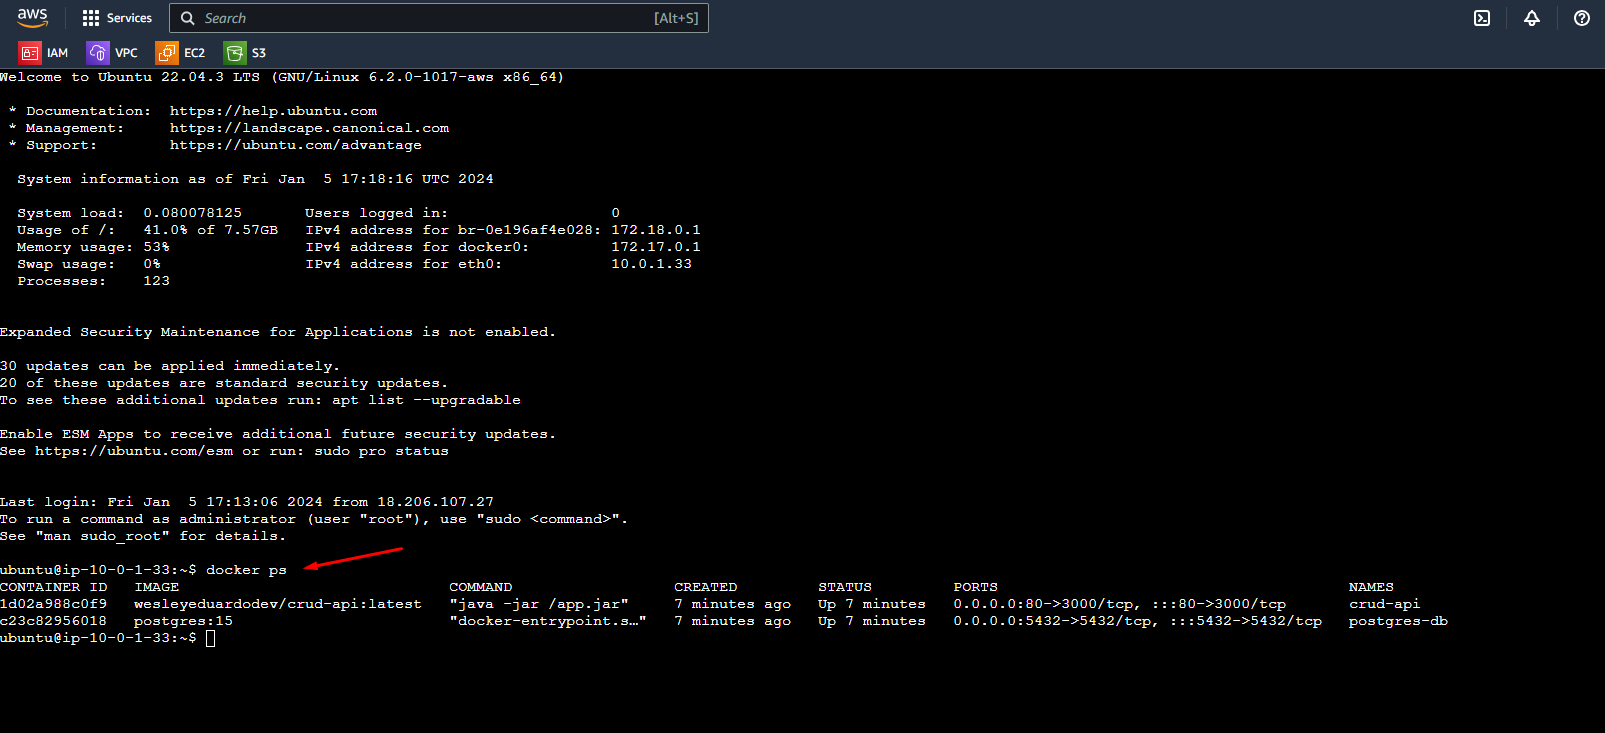 aws Services Search [Alt+S]
IAM VPC EC2 S3
Welcome to Ubuntu 22.04.3 LTS (GNU/Linux 6.2.0-1017-aws x86_64)
* Documentation: https://help.ubuntu.com
* Management: https://landscape.canonical.com
* Support: https://ubuntu.com/advantage
System information as of Fri Jan 5 17:18:16 UTC 2024
System load: 0.080078125 Users logged in: 0
Usage of /: 41.0% of 7.57GB IPv4 address for br-0e196af4e028: 172.18.0.1
Memory usage: 53% IPv4 address for docker0: 172.17.0.1
Swap usage: 0% IPv4 address for eth0: 10.0.1.33
Processes: 123
Expanded Security Maintenance for Applications is not enabled.
30 updates can be applied immediately.
20 of these updates are standard security updates.
To see these additional updates run: apt list --upgradable
Enable ESM Apps to receive additional future security updates.
See https://ubuntu.com/esm or run: sudo pro status
Last login: Fri Jan 5 17:13:06 2024 from 18.206.107.27
To run a command as administrator (user "root"), use "sudo <command>".
See "man sudo_root" for details.
ubuntu@ip-10-0-1-33:~$ docker ps
CONTAINER ID IMAGE COMMAND CREATED STATUS PORTS NAMES
1d02a988c0f9 wesleyeduardodev/crud-api:latest "java -jar /app.jar" 7 minutes ago Up 7 minutes 0.0.0.0:80->3000/tcp, :::80->3000/tcp crud-api
c23c82956018 postgres:15 "docker-entrypoint.s…" 7 minutes ago Up 7 minutes 0.0.0.0:5432->5432/tcp, :::5432->5432/tcp postgres-db
ubuntu@ip-10-0-1-33:~$